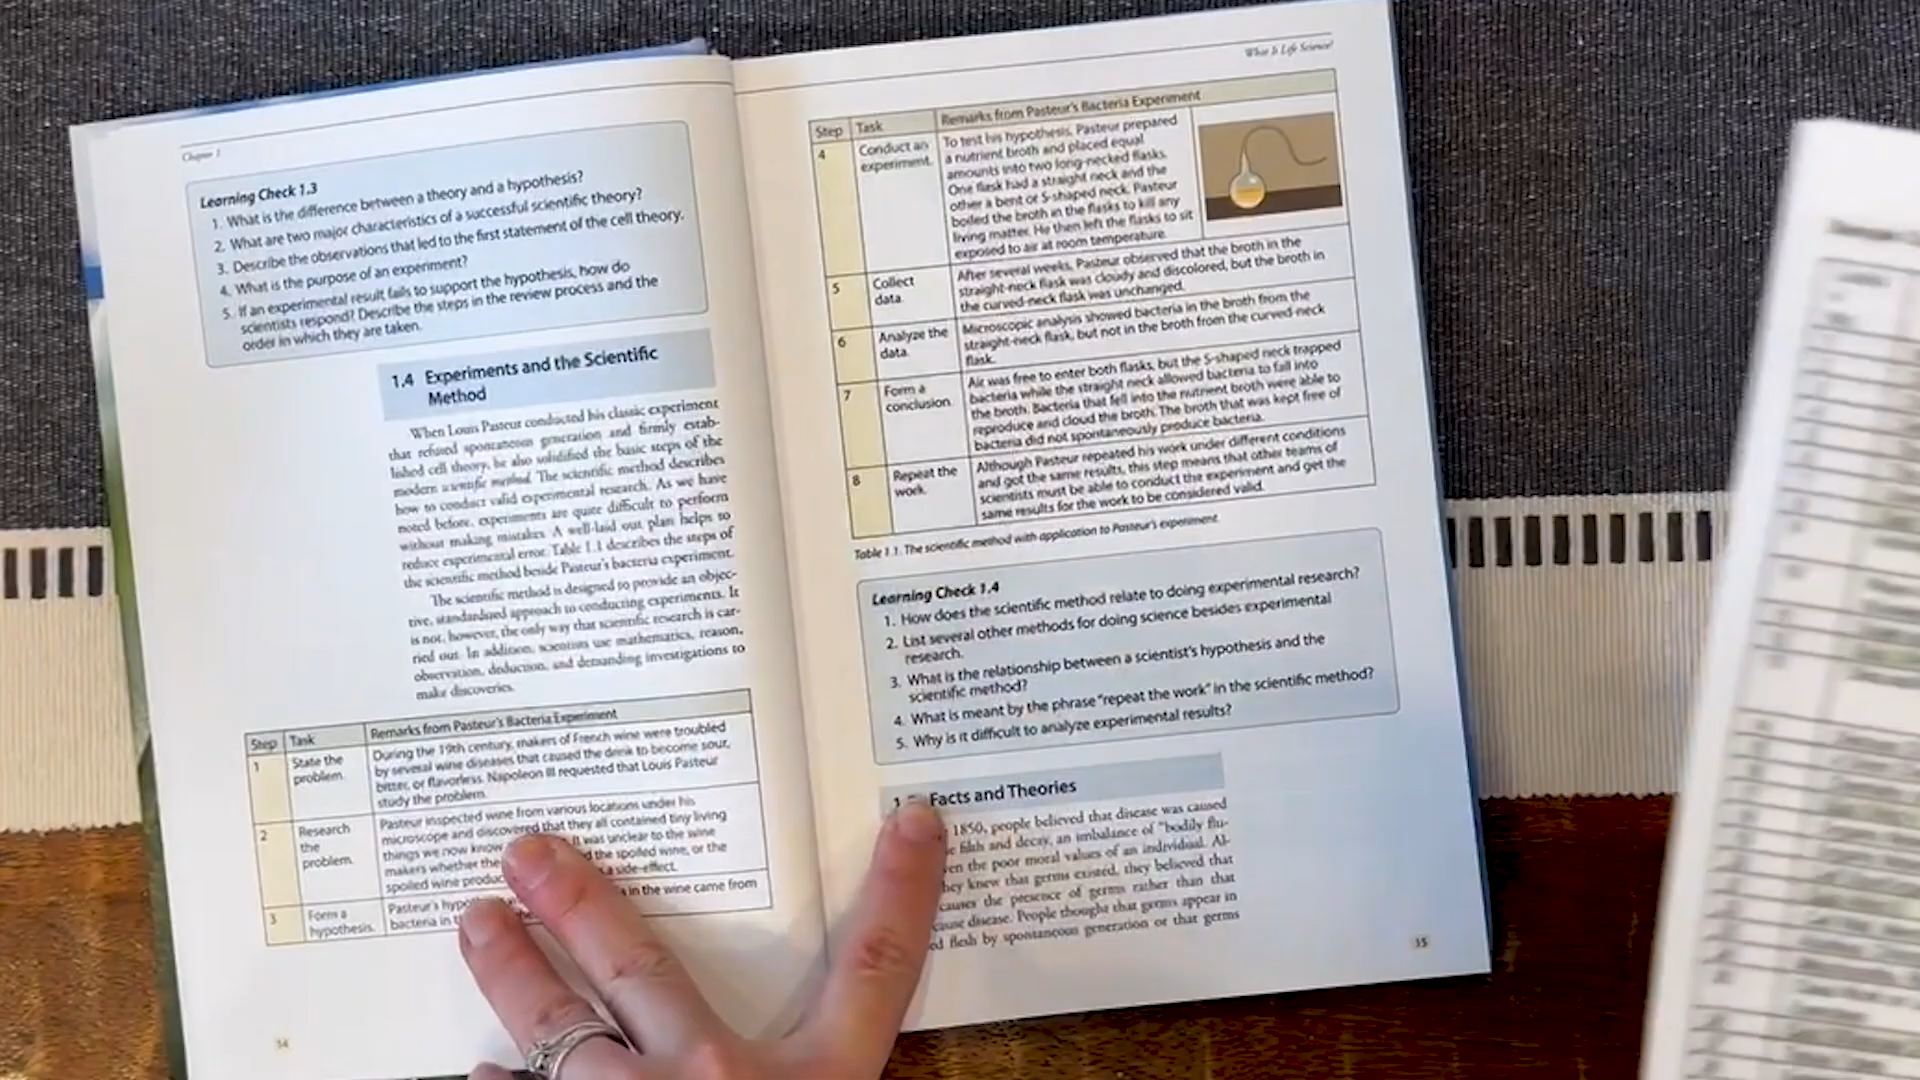 Chapter 1
Learning Check 1.3
1. What is the difference between a theory and a hypothesis?
2. What are two major characteristics of a successful scientific theory?
3. Describe the observations that led to the first statement of the cell theory.
4. What is the purpose of an experiment?
5. If an experimental result fails to support the hypothesis, how do
scientists respond? Describe the steps in the review process and the
order in which they are taken.
1.4 Experiments and the Scientific
Method
When Louis Pasteur conducted his classic experiment
that refuted spontaneous generation and firmly estab-
lished cell theory, he also solidified the basic steps of the
modern scientific method. The scientific method describes
how to conduct valid experimental research. As we have
noted before, experiments are quite difficult to perform
without making mistakes. A well-laid out plan helps to
reduce experimental error. Table 1.1 describes the steps of
the scientific method beside Pasteur's bacteria experiment.
The scientific method is designed to provide an objec-
tive, standardized approach to conducting experiments. It
is not, however, the only way that scientific research is car-
ried out. In addition, scientists use mathematics, reason,
observation, deduction, and demanding investigations to
make discoveries.
Step Task Remarks from Pasteur's Bacteria Experiment
1 State the problem. During the 19th century, makers of French wine were troubled
by several wine diseases that caused the drink to become sour,
bitter, or flavorless. Napoleon III requested that Louis Pasteur
study the problem.
2 Research the problem. Pasteur inspected wine from various locations under his
microscope and discovered that they all contained tiny living
things we now know It was unclear to the wine
makers whether the the spoiled wine, or the
spoiled wine produc a side-effect.
3 Form a hypothesis. Pasteur's hypo in the wine came from
bacteria in
14
What Is Life Science?
Step Task Remarks from Pasteur's Bacteria Experiment
4 Conduct an experiment. To test his hypothesis, Pasteur prepared
a nutrient broth and placed equal
amounts into two long-necked flasks.
One flask had a straight neck and the
other a bent or S-shaped neck. Pasteur
boiled the broth in the flasks to kill any
living matter. He then left the flasks to sit
exposed to air at room temperature.
5 Collect data. After several weeks, Pasteur observed that the broth in the
straight-neck flask was cloudy and discolored, but the broth in
the curved-neck flask was unchanged.
6 Analyze the data. Microscopic analysis showed bacteria in the broth from the
straight-neck flask, but not in the broth from the curved-neck
flask.
7 Form a conclusion. Air was free to enter both flasks, but the S-shaped neck trapped
bacteria while the straight neck allowed bacteria to fall into
the broth. Bacteria that fell into the nutrient broth were able to
reproduce and cloud the broth. The broth that was kept free of
bacteria did not spontaneously produce bacteria.
8 Repeat the work. Although Pasteur repeated his work under different conditions
and got the same results, this step means that other teams of
scientists must be able to conduct the experiment and get the
same results for the work to be considered valid.
Table 1.1. The scientific method with application to Pasteur's experiment.
Learning Check 1.4
1. How does the scientific method relate to doing experimental research?
2. List several other methods for doing science besides experimental
research.
3. What is the relationship between a scientist's hypothesis and the
scientific method?
4. What is meant by the phrase "repeat the work" in the scientific method?
5. Why is it difficult to analyze experimental results?
Facts and Theories
1850, people believed that disease was caused
filth and decay, an imbalance of "bodily flu-
the poor moral values of an individual. Al-
they knew that germs existed, they believed that
causes the presence of germs rather than that
cause disease. People thought that germs appear in
flesh by spontaneous generation or that germs
15